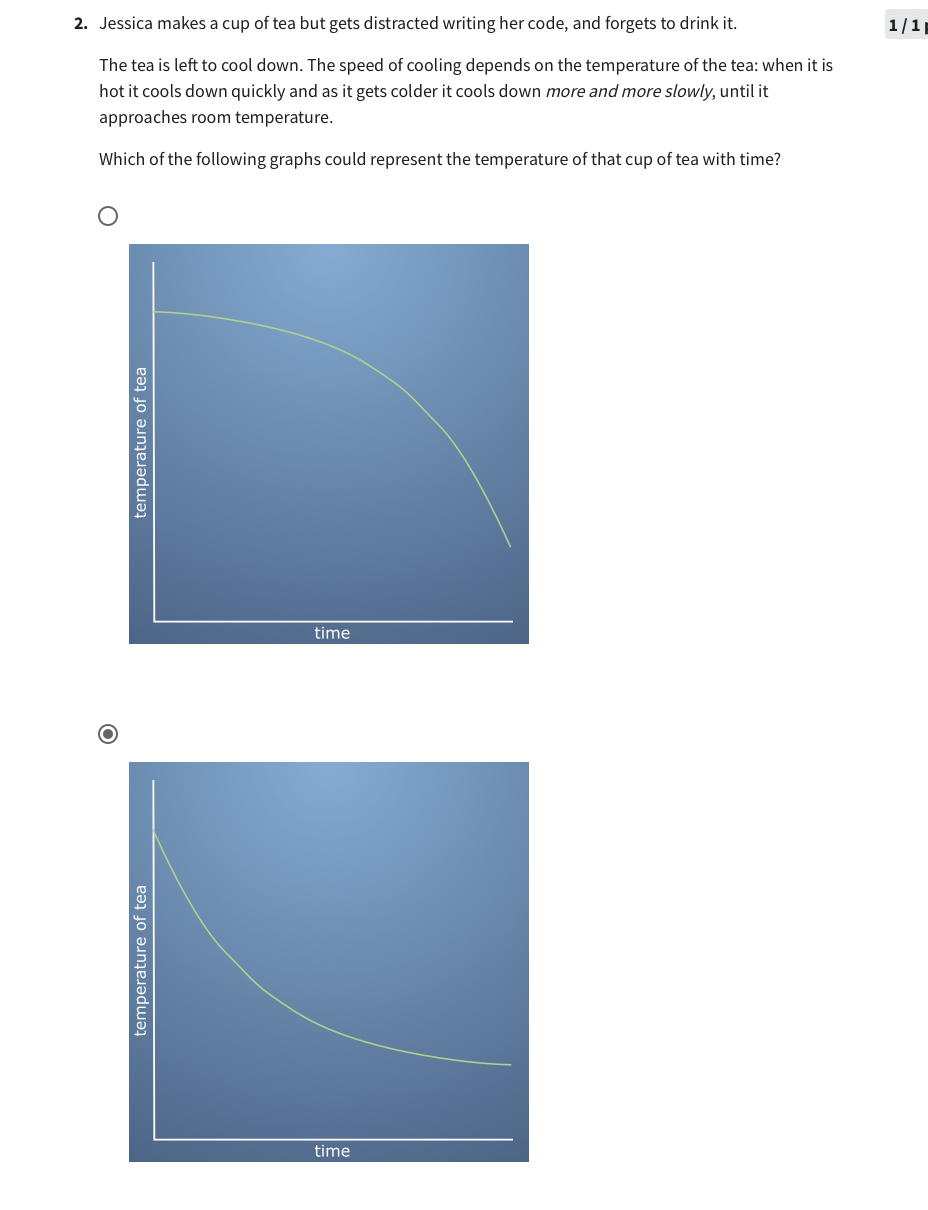 2. Jessica makes a cup of tea but gets distracted writing her code, and forgets to drink it.
1 / 1
The tea is left to cool down. The speed of cooling depends on the temperature of the tea: when it is
hot it cools down quickly and as it gets colder it cools down more and more slowly, until it
approaches room temperature.
Which of the following graphs could represent the temperature of that cup of tea with time?
temperature of tea
time
temperature of tea
time